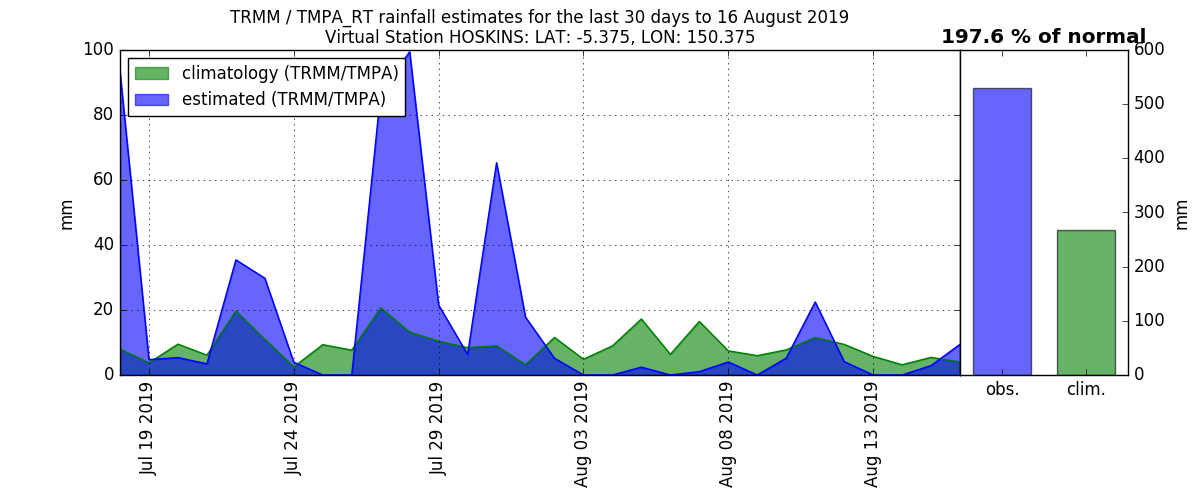 TRMM / TMPA_RT rainfall estimates for the last 30 days to 16 August 2019
Virtual Station HOSKINS: LAT: -5.375, LON: 150.375
197.6 % of normal
climatology (TRMM/TMPA)
estimated (TRMM/TMPA)
100
80
60
40
20
0
mm
Jul 19 2019
Jul 24 2019
Jul 29 2019
Aug 03 2019
Aug 08 2019
Aug 13 2019
600
500
400
300
200
100
0
mm
obs.
clim.